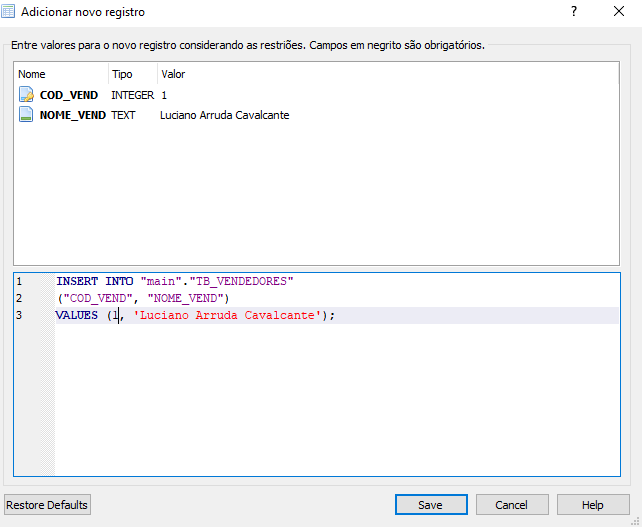 Adicionar novo registro
?
Entre valores para o novo registro considerando as restriões. Campos em negrito são obrigatórios.
Nome Tipo Valor
COD_VEND INTEGER 1
NOME_VEND TEXT Luciano Arruda Cavalcante
1 INSERT INTO "main"."TB_VENDEDORES"
2 ("COD_VEND", "NOME_VEND")
3 VALUES (1, 'Luciano Arruda Cavalcante');
Restore Defaults Save Cancel Help